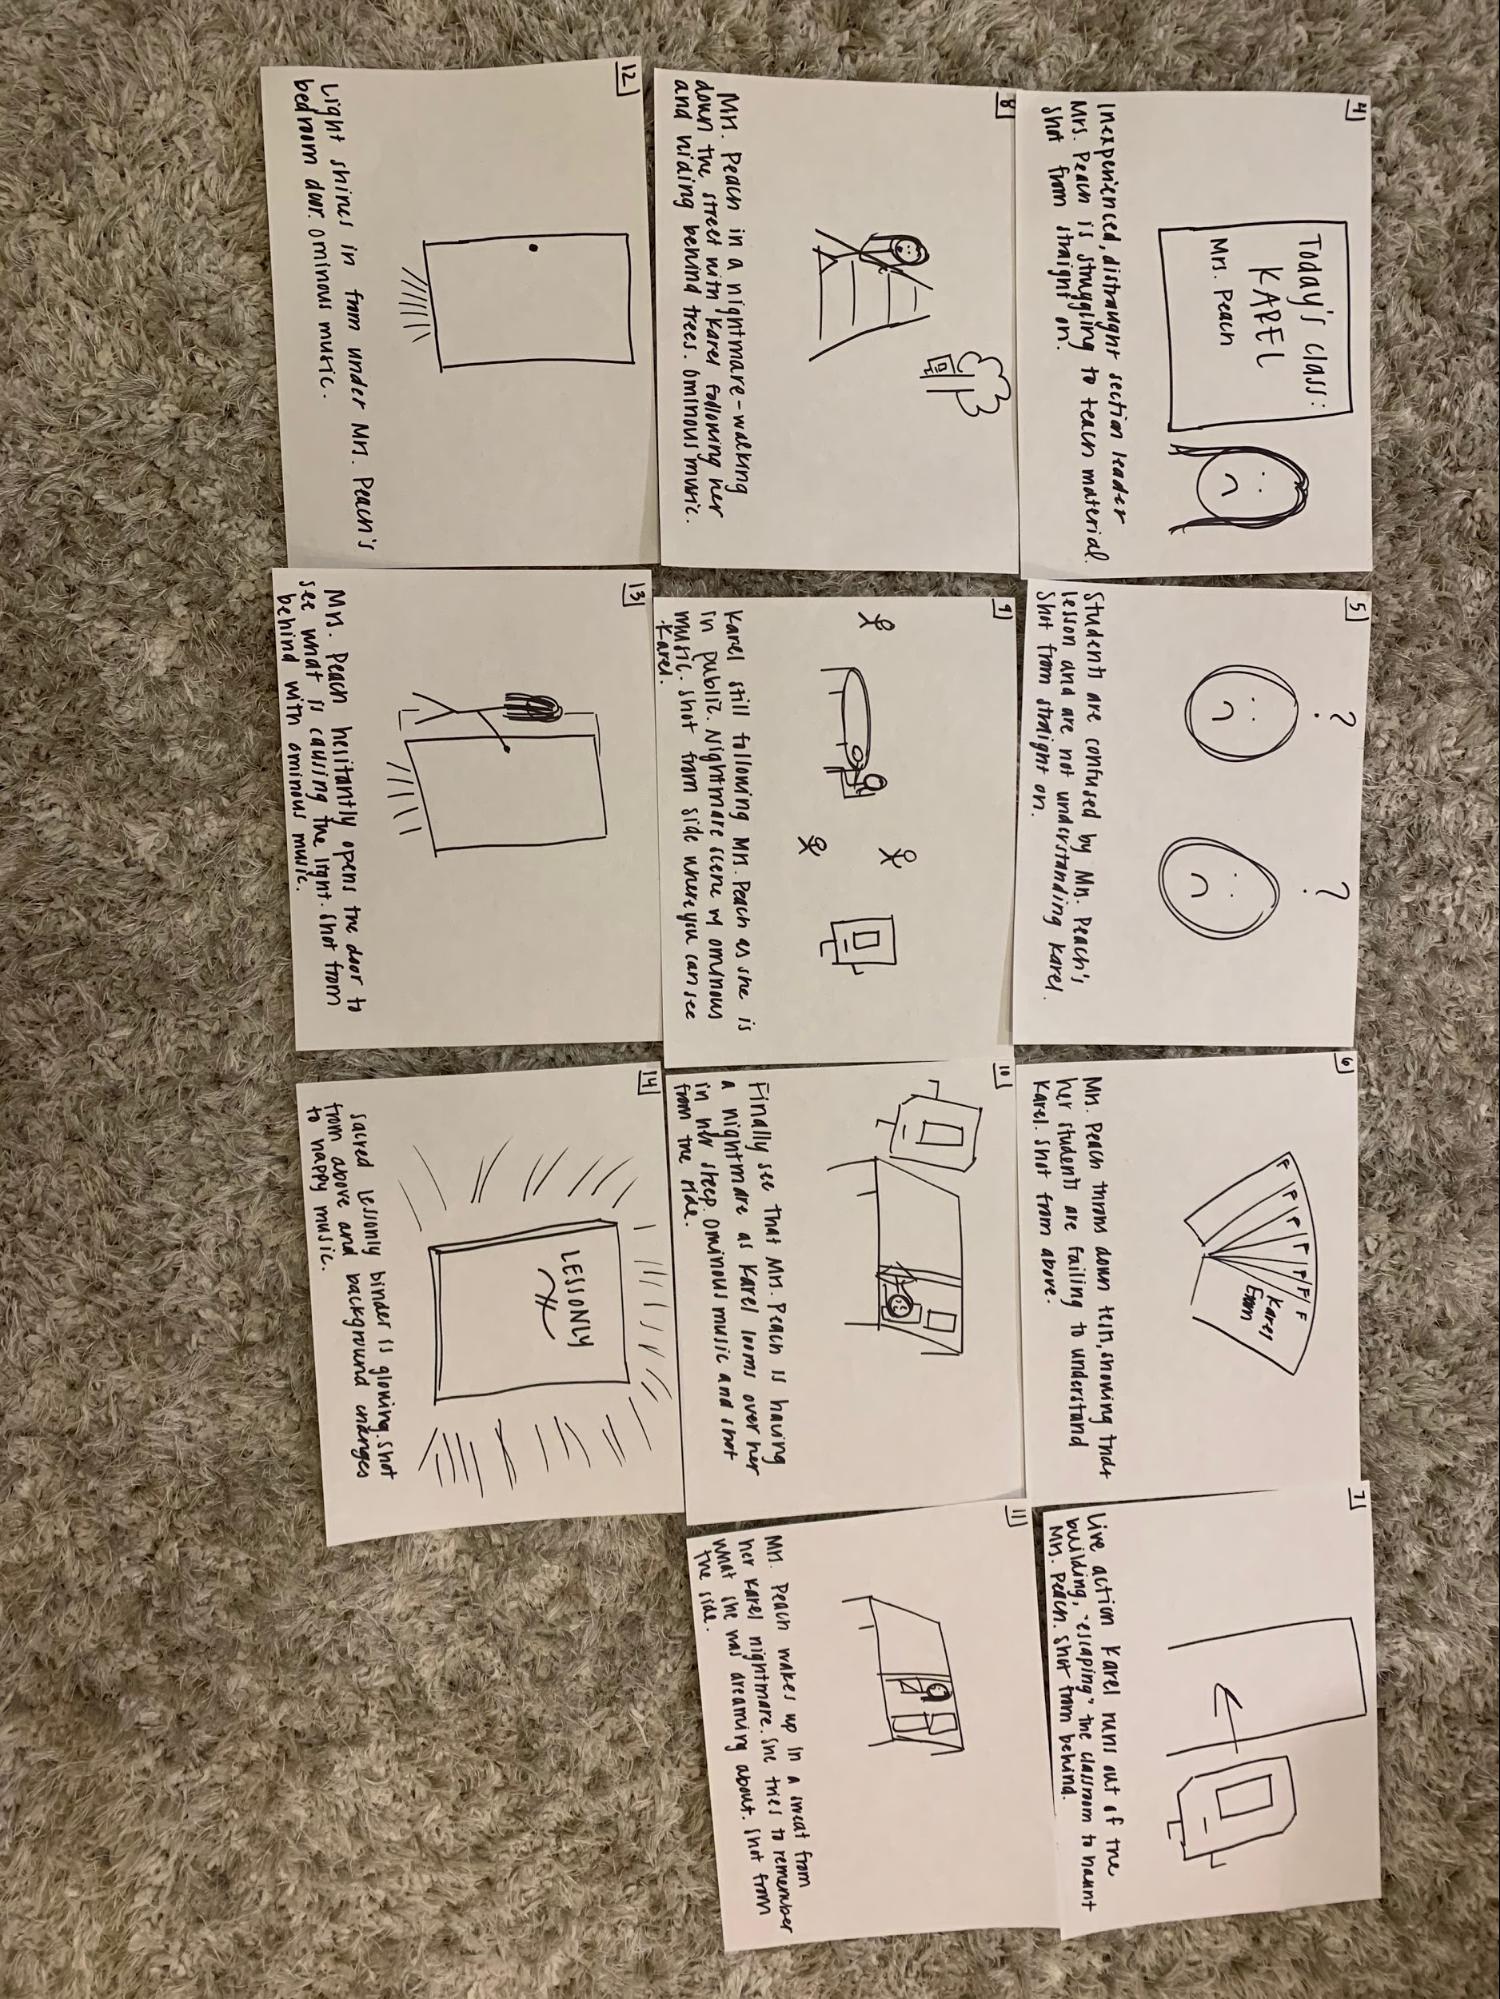 4
Today's class:
KAREL
Mrs. Peach
Inexperienced, distraught section leader
Mrs. Peach is struggling to teach material.
Shot from straight on.
5
? ?
Students are confused by Mrs. Peach's
lesson and are not understanding Karel.
Shot from straight on.
6
F F F F F F
Karel
Exam
Mrs. Peach throws down tests, showing that
her students are failing to understand
Karel. Shot from above.
7
Live action Karel runs out of the
building, "escaping" the classroom to haunt
Mrs. Peach. Shot from behind.
8
Mrs. Peach in a nightmare-walking
down the street with Karel following her
and hiding behind trees. Ominous music.
9
Karel still following Mrs. Peach as she is
in public. Nightmare scene w/ ominous
music. Shot from side where you can see
Karel.
10
Finally see that Mrs. Peach is having
a nightmare as Karel looms over her
in her sleep. Ominous music and shot
from the side.
11
Mrs. Peach wakes up in a sweat from
her Karel nightmare. She tries to remember
what she was dreaming about. Shot from
the side.
12
Light shines in from under Mrs. Peach's
bedroom door. Ominous music.
13
Mrs. Peach hesitantly opens the door to
see what is causing the light. Shot from
behind with ominous music.
14
LESSONLY
Sacred lessonly binder is glowing. Shot
from above and background changes
to happy music.